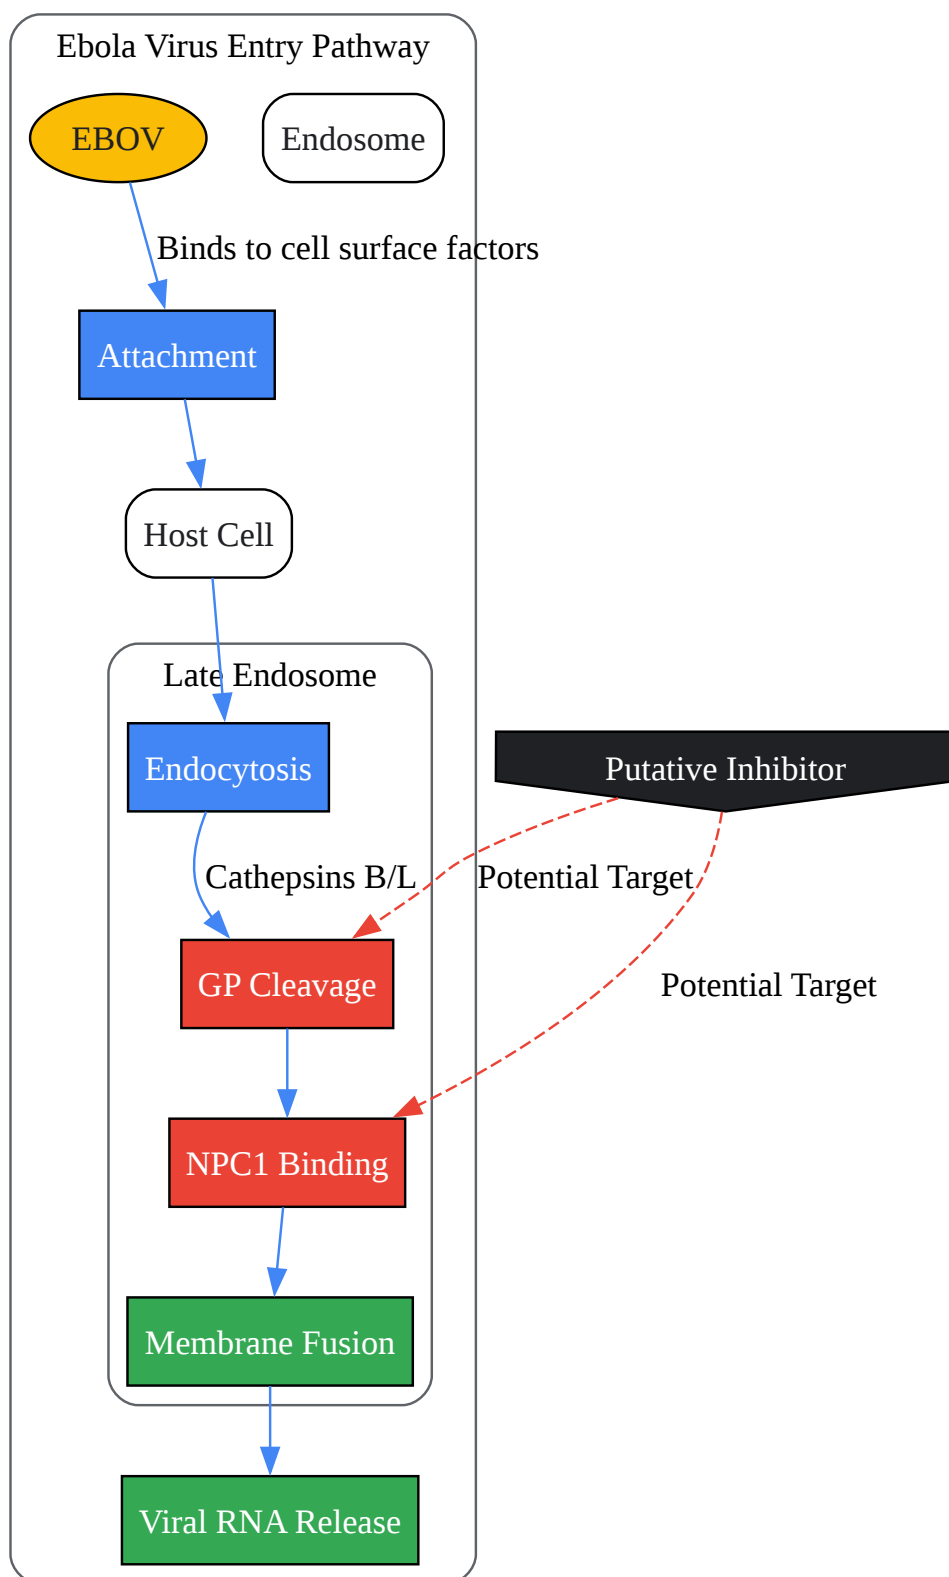 Ebola Virus Entry Pathway
EBOV
Endosome
Binds to cell surface factors
Attachment
Host Cell
Late Endosome
Endocytosis
Putative Inhibitor
Cathepsins B/L
Potential Target
GP Cleavage
Potential Target
NPC1 Binding
Membrane Fusion
Viral RNA Release